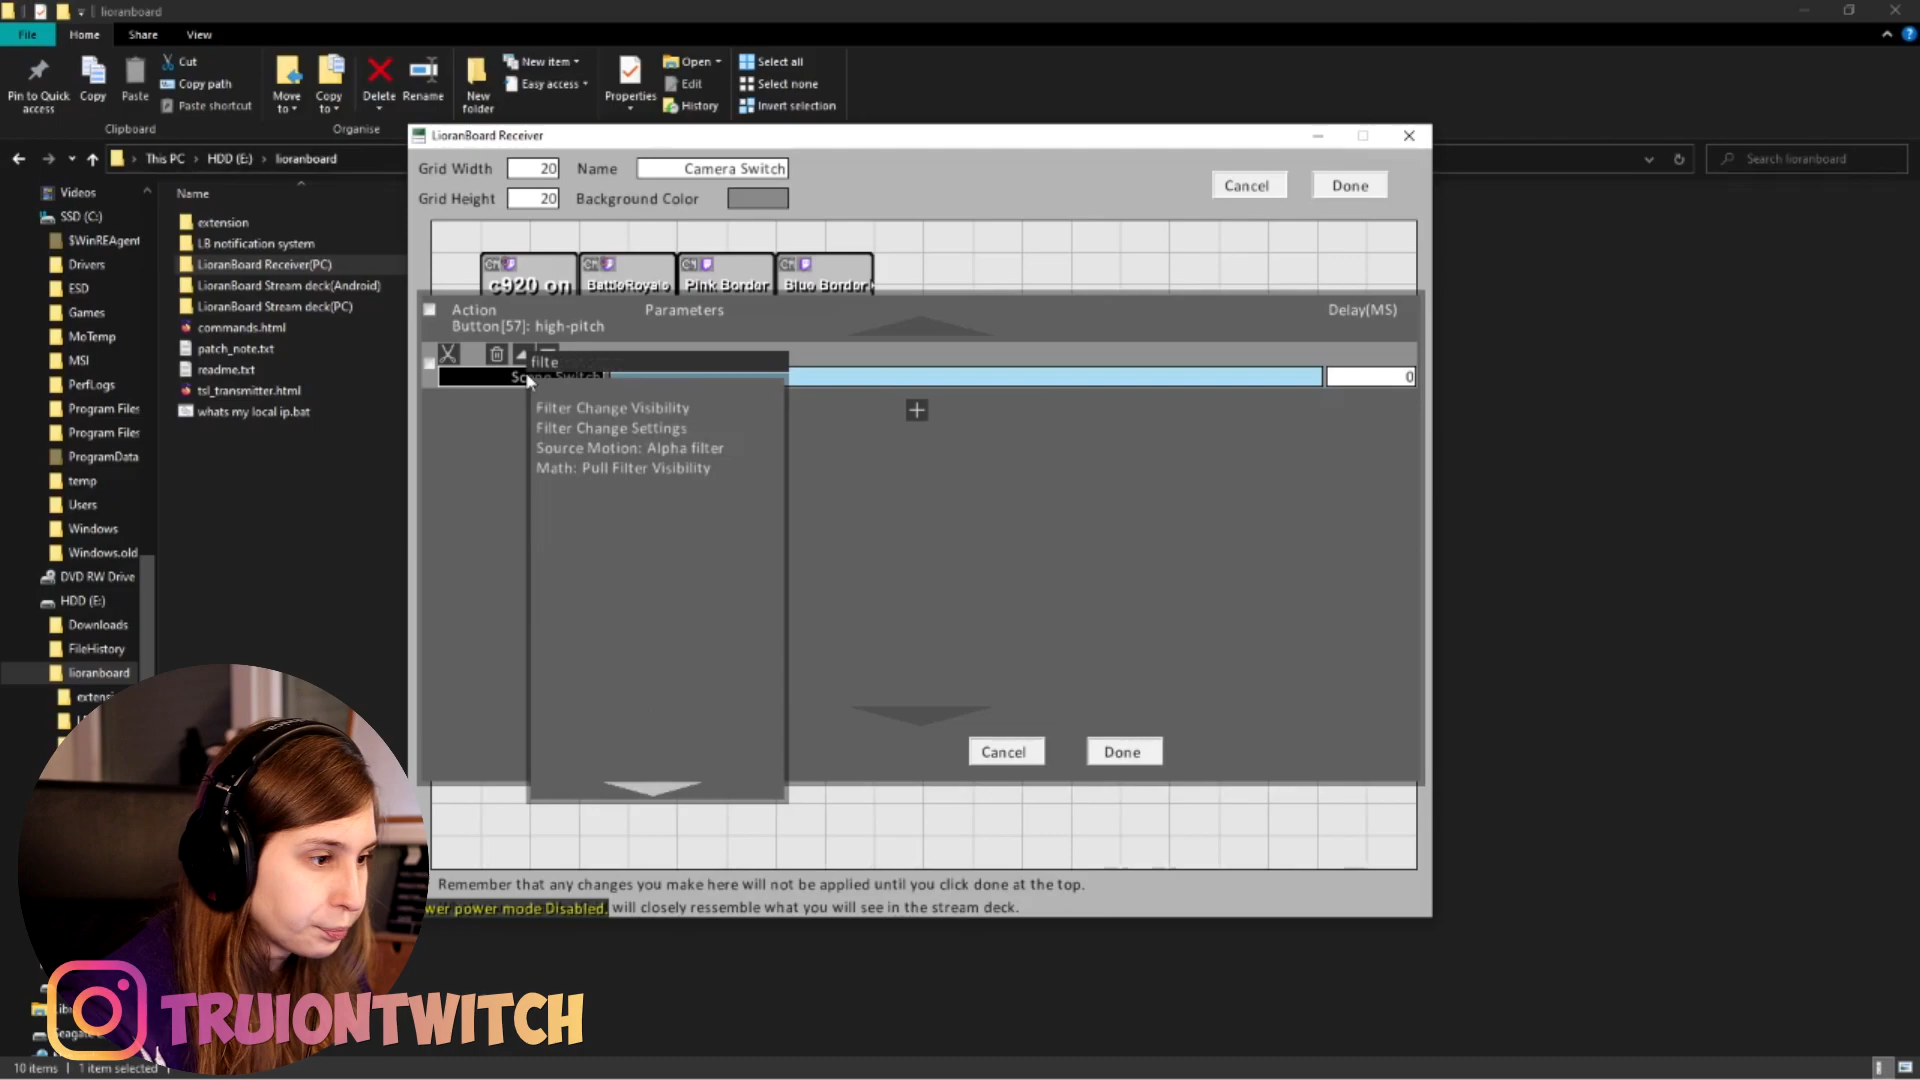 lioranboard
File Home Share View
Pin to Quick access
Copy
Paste
Cut
Copy path
Paste shortcut
Clipboard
Move to
Copy to
Delete
Rename
Organise
New folder
New item
Easy access
Properties
Open
Edit
History
Select all
Select none
Invert selection
This PC > HDD (E:) > lioranboard
Search lioranboard
Videos
SSD (C:)
$WinREAgent
Drivers
ESD
Games
MoTemp
MSI
PerfLogs
Program Files
Program Files
ProgramData
temp
Users
Windows
Windows.old
DVD RW Drive
HDD (E:)
Downloads
FileHistory
lioranboard
Name
extension
LB notification system
LioranBoard Receiver(PC)
LioranBoard Stream deck(Android)
LioranBoard Stream deck(PC)
commands.html
patch_note.txt
readme.txt
tsl_transmitter.html
whats my local ip.bat
LioranBoard Receiver
Grid Width 20 Name Camera Switch
Grid Height 20 Background Color
Cancel Done
c920 on BattleRoyale Pink Border Blue Border
Action Parameters Delay(MS)
Button[57]: high-pitch
filte
Scene Switch 0
Filter Change Visibility
Filter Change Settings
Source Motion: Alpha filter
Math: Pull Filter Visibility
Cancel Done
Remember that any changes you make here will not be applied until you click done at the top.
wer power mode Disabled. will closely ressemble what you will see in the stream deck.
TRUIONTWITCH
10 items 1 item selected